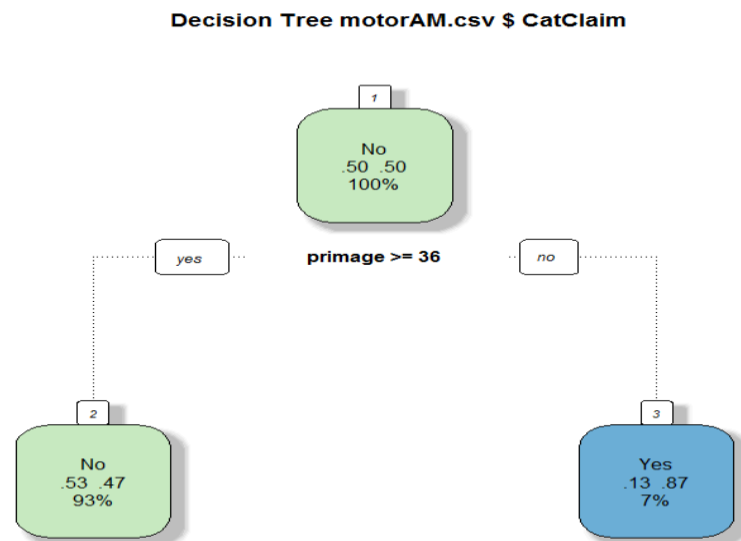 Decision Tree motorAM.csv $ CatClaim
1
No
.50 .50
100%
yes
primage >= 36
no
2
No
.53 .47
93%
3
Yes
.13 .87
7%